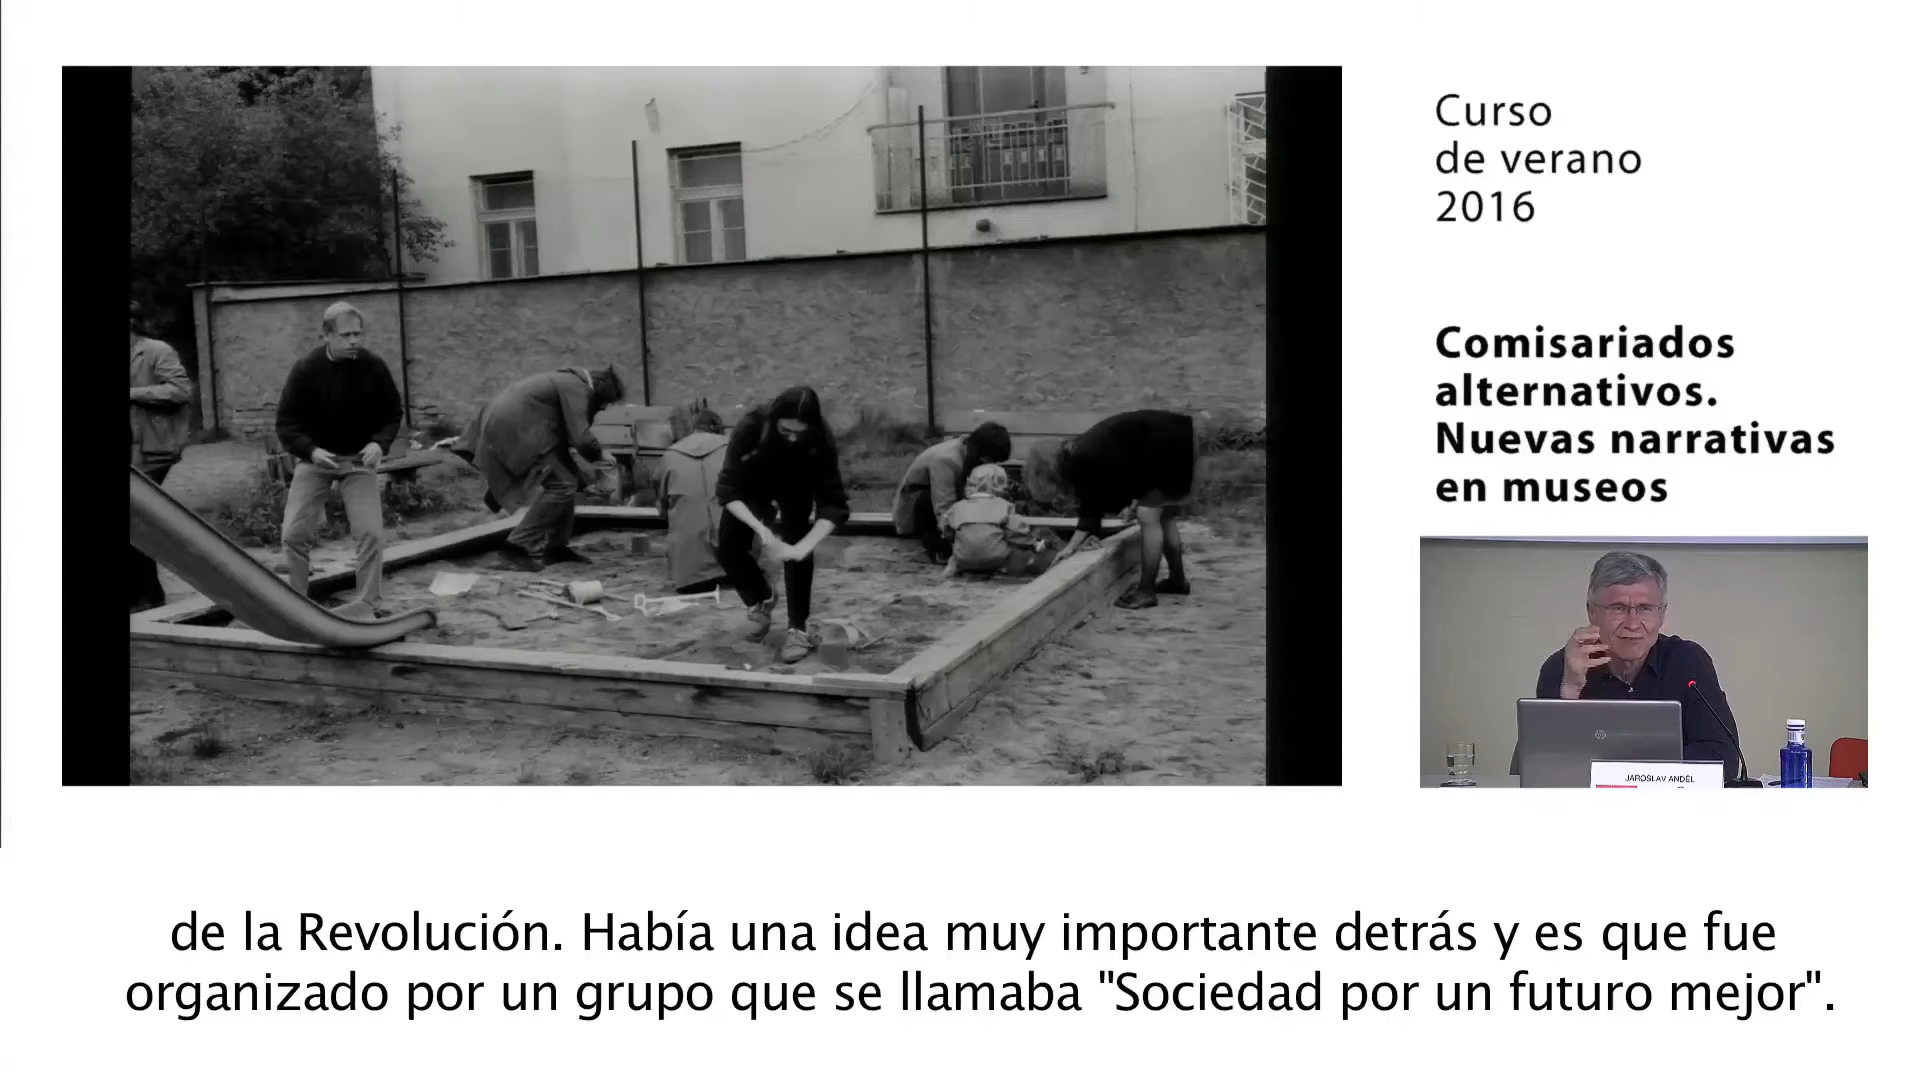 Curso
de verano
2016
Comisariados
alternativos.
Nuevas narrativas
en museos
JAROSLAV ANDĚL
de la Revolución. Había una idea muy importante detrás y es que fue
organizado por un grupo que se llamaba "Sociedad por un futuro mejor".